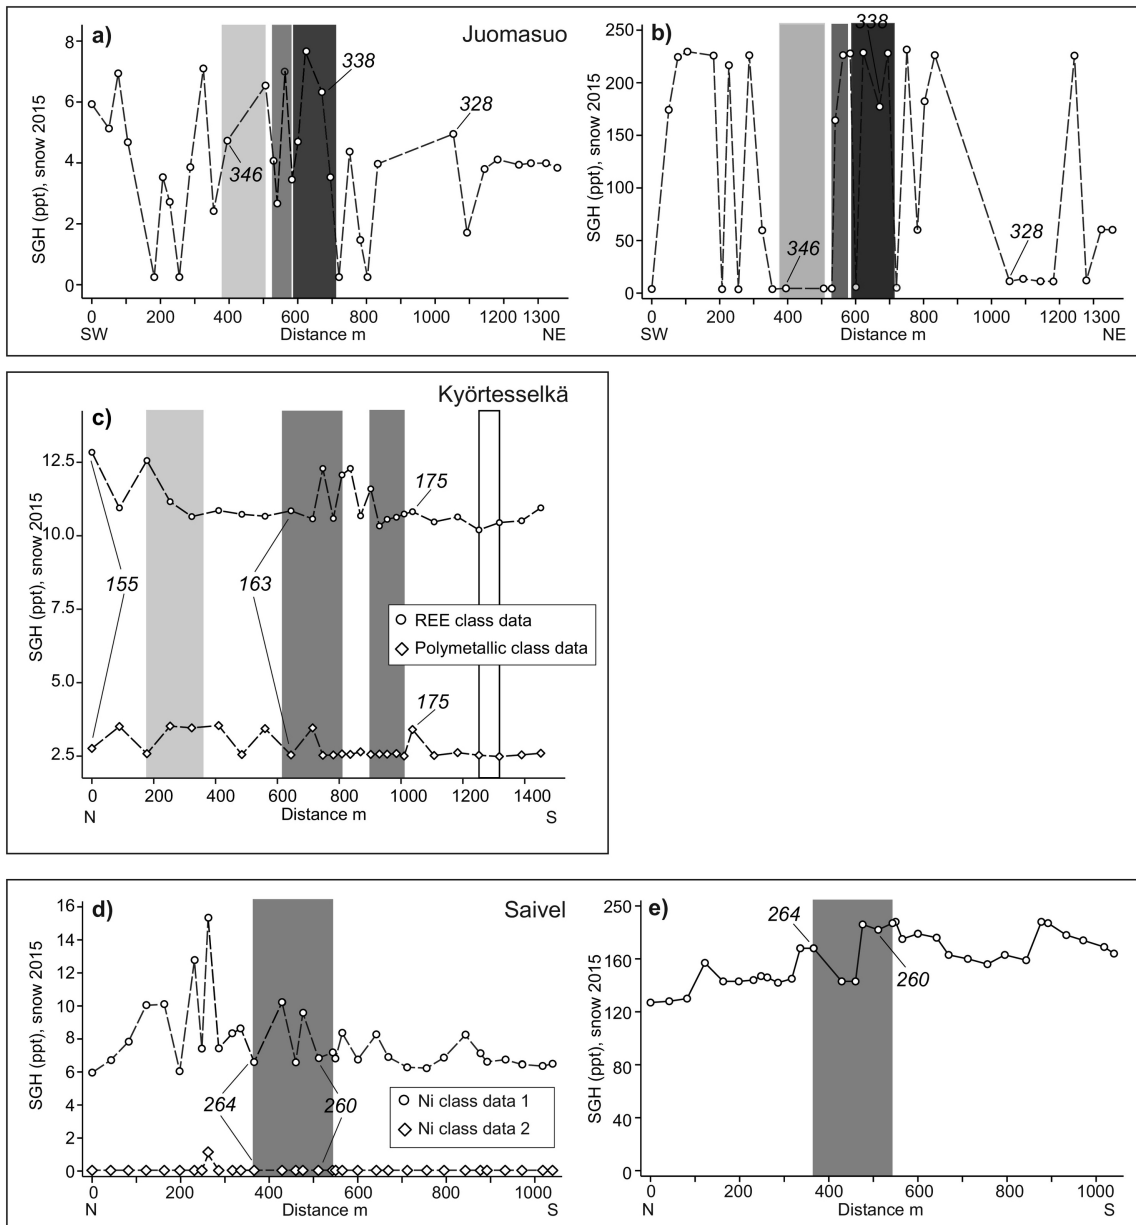 a)
Juomasuo
SGH (ppt), snow 2015
8
6
4
2
0
346
338
328
0 200 400 600 800 1000 1200 1300
SW Distance m NE
b)
SGH (ppt), snow 2015
250
200
150
100
50
0
338
346
328
0 200 400 600 800 1000 1200 1300
SW Distance m NE
c)
Kyörtesselkä
SGH (ppt), snow 2015
12.5
10.0
7.5
5.0
2.5
175
155
163
REE class data
Polymetallic class data
175
0 200 400 600 800 1000 1200 1400
N Distance m S
d)
Saivel
SGH (ppt), snow 2015
16
14
12
10
8
6
4
2
0
264
260
Ni class data 1
Ni class data 2
0 200 400 600 800 1000
N Distance m S
e)
SGH (ppt), snow 2015
250
160
120
80
40
0
264
260
0 200 400 600 800 1000
N Distance m S